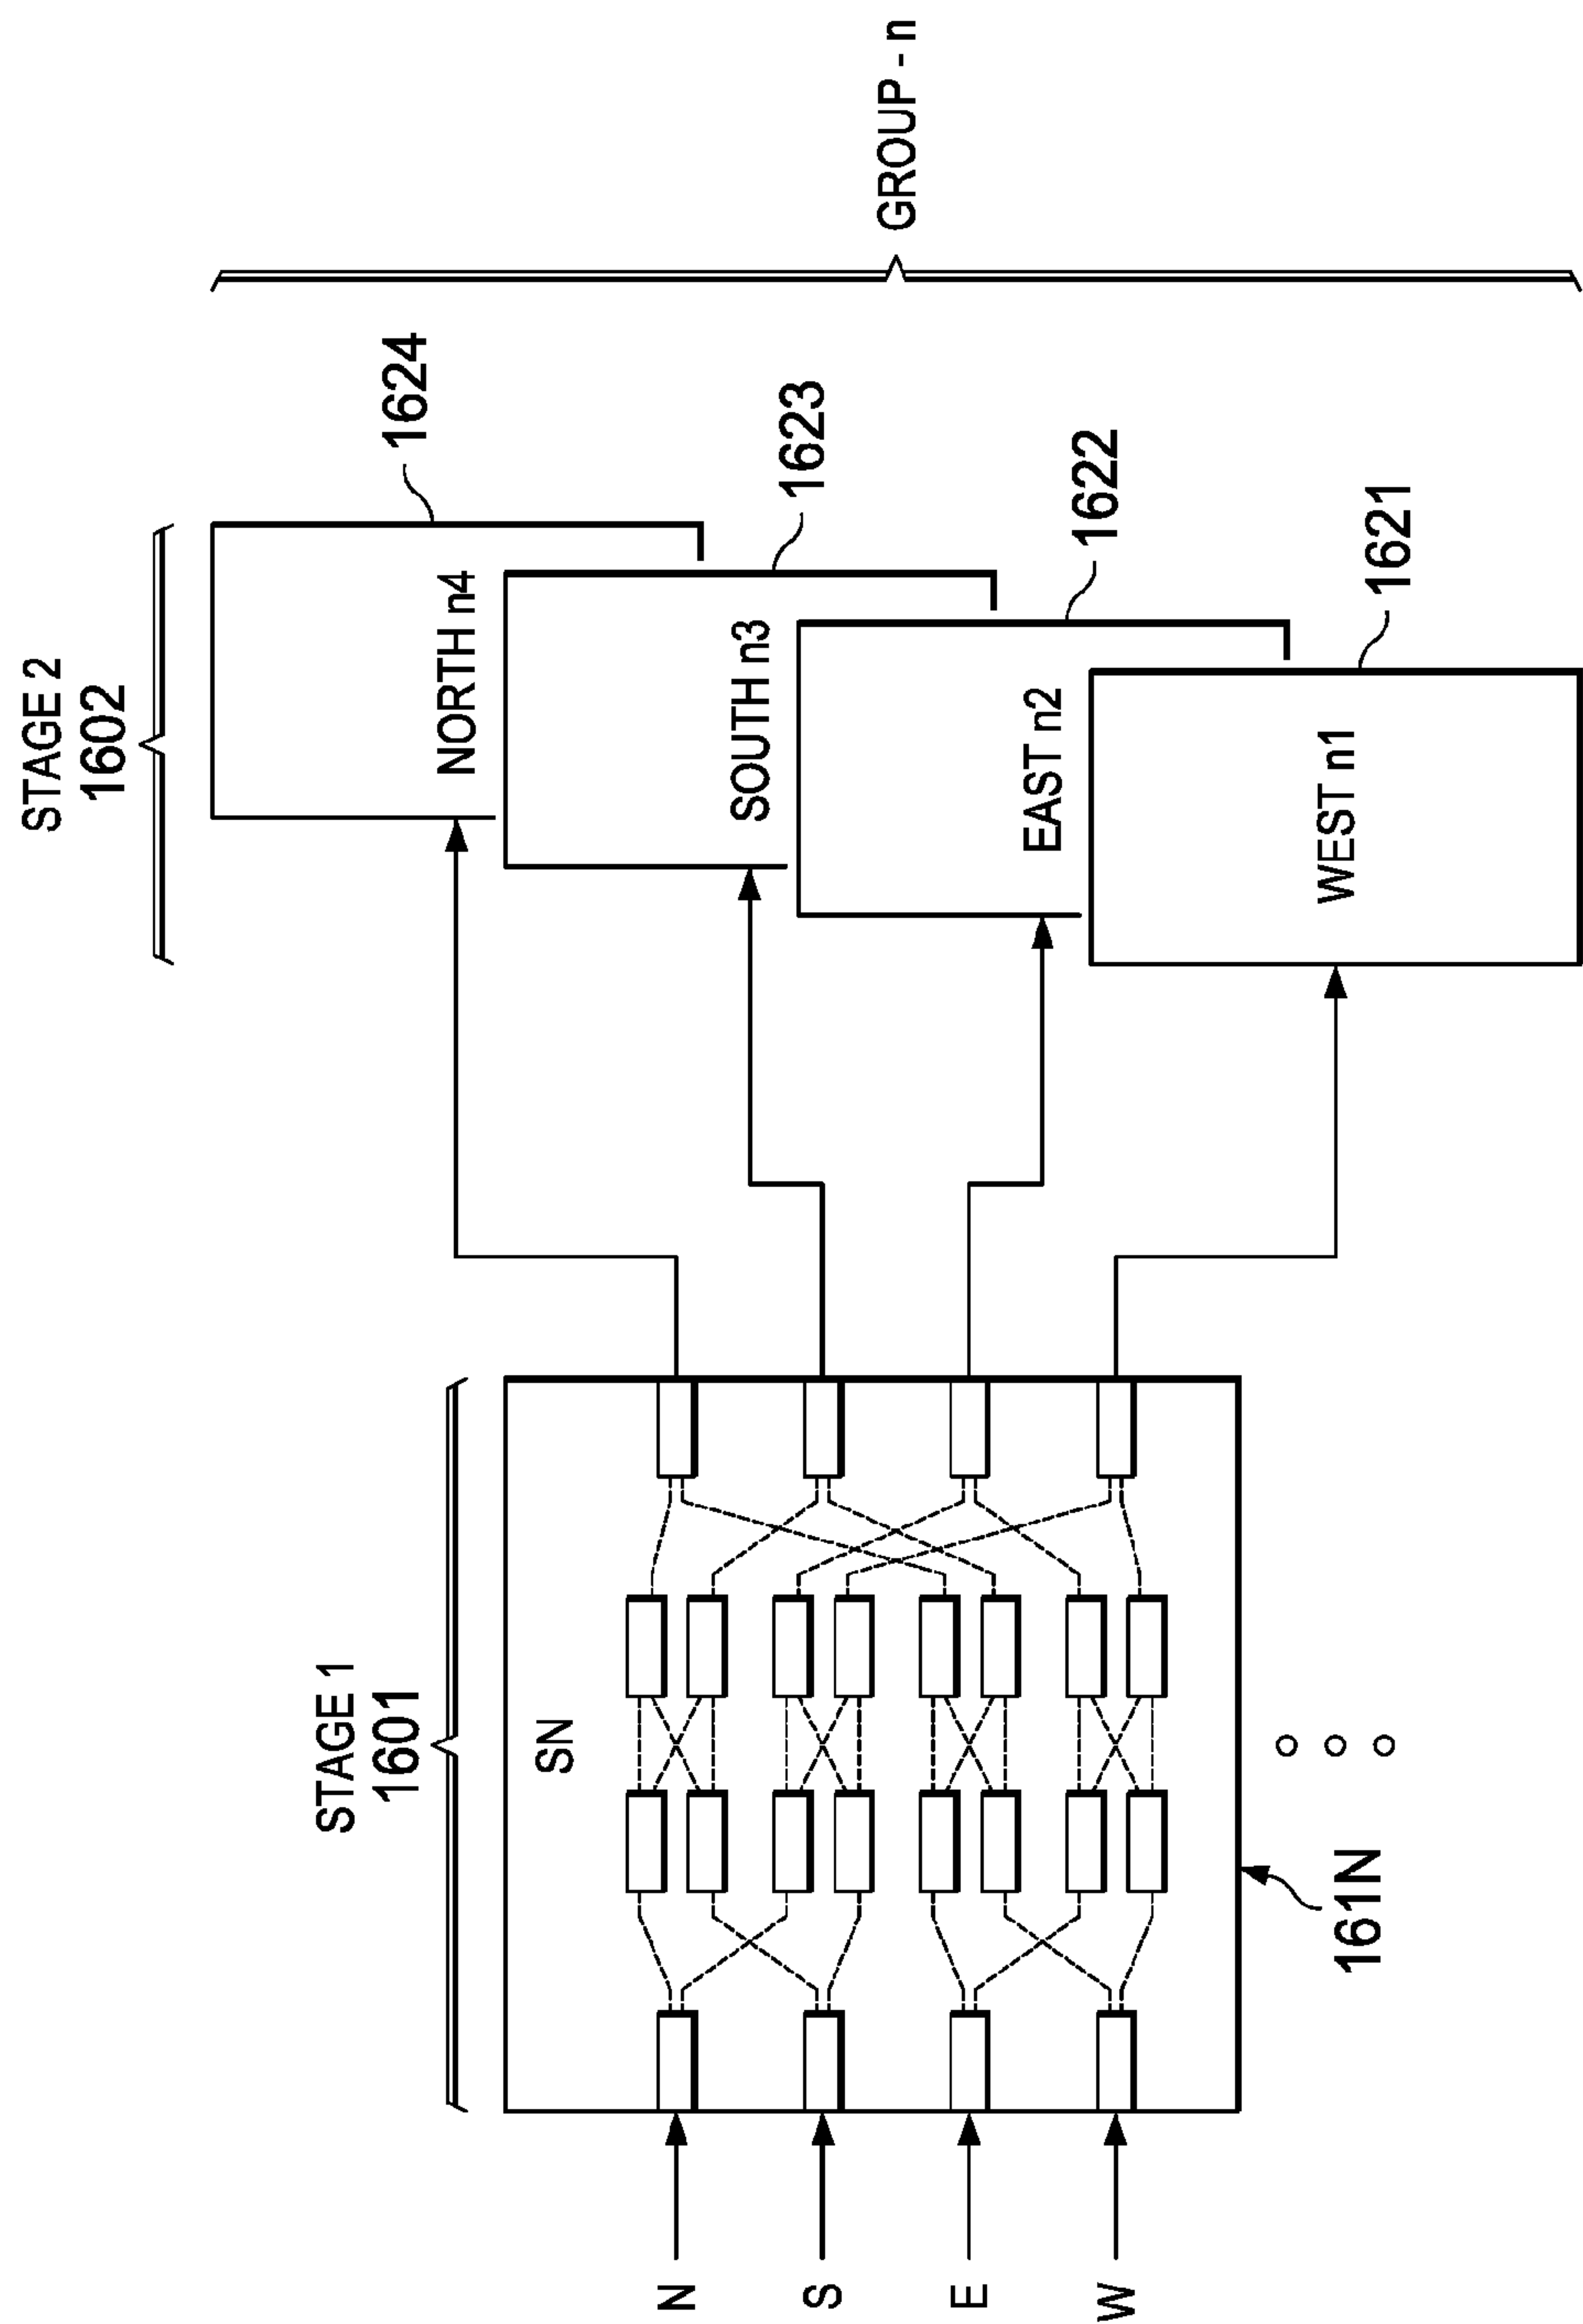 STAGE 1
1601
STAGE 2
1602
SN
N
S
E
W
161N
NORTH n4
1624
SOUTH n3
1623
EAST n2
1622
WEST n1
1621
GROUP - n